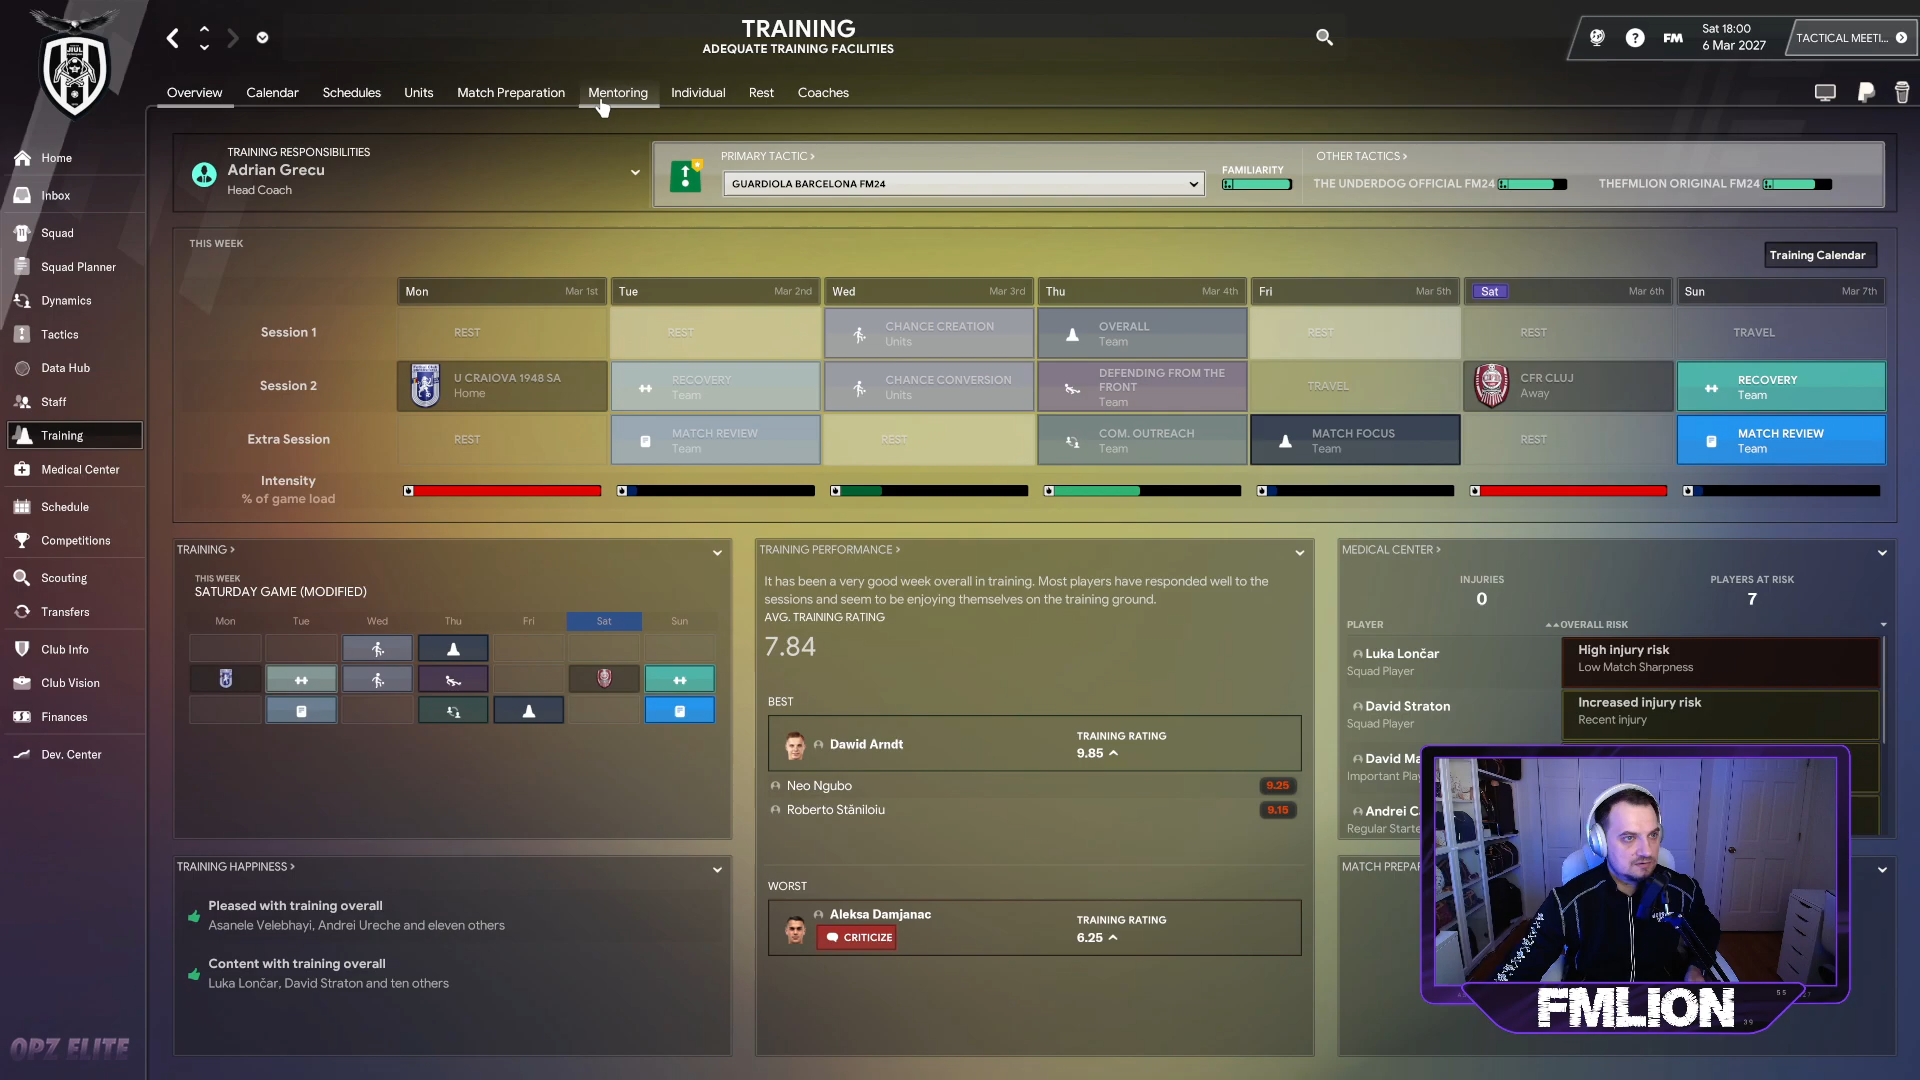 JIUL
TRAINING
ADEQUATE TRAINING FACILITIES
?
FM
Sat 18:00
6 Mar 2027
TACTICAL MEETI...
Overview
Calendar
Schedules
Units
Match Preparation
Mentoring
Individual
Rest
Coaches
Home
Inbox
Squad
Squad Planner
Dynamics
Tactics
Data Hub
Staff
Training
Medical Center
Schedule
Competitions
Scouting
Transfers
Club Info
Club Vision
Finances
Dev. Center
OPZ ELITE
TRAINING RESPONSIBILITIES
Adrian Grecu
Head Coach
PRIMARY TACTIC >
GUARDIOLA BARCELONA FM24
FAMILIARITY
OTHER TACTICS >
THE UNDERDOG OFFICIAL FM24
THEFMLION ORIGINAL FM24
THIS WEEK
Training Calendar
Mon Mar 1st
Tue Mar 2nd
Wed Mar 3rd
Thu Mar 4th
Fri Mar 5th
Sat Mar 6th
Sun Mar 7th
Session 1
REST
REST
CHANCE CREATION
Units
OVERALL
Team
REST
REST
TRAVEL
Session 2
U CRAIOVA 1948 SA
Home
RECOVERY
Team
CHANCE CONVERSION
Units
DEFENDING FROM THE
FRONT
Team
TRAVEL
CFR CLUJ
Away
RECOVERY
Team
Extra Session
REST
MATCH REVIEW
Team
REST
COM. OUTREACH
Team
MATCH FOCUS
Team
REST
MATCH REVIEW
Team
Intensity
% of game load
TRAINING >
THIS WEEK
SATURDAY GAME (MODIFIED)
Mon
Tue
Wed
Thu
Fri
Sat
Sun
TRAINING HAPPINESS >
Pleased with training overall
Asanele Velebhayi, Andrei Ureche and eleven others
Content with training overall
Luka Lončar, David Straton and ten others
TRAINING PERFORMANCE >
It has been a very good week overall in training. Most players have responded well to the
sessions and seem to be enjoying themselves on the training ground.
AVG. TRAINING RATING
7.84
BEST
Dawid Arndt
TRAINING RATING
9.85
Neo Ngubo
9.25
Roberto Stăniloiu
9.15
WORST
Aleksa Damjanac
CRITICIZE
TRAINING RATING
6.25
MEDICAL CENTER >
INJURIES
0
PLAYERS AT RISK
7
PLAYER
OVERALL RISK
Luka Lončar
Squad Player
High injury risk
Low Match Sharpness
David Straton
Squad Player
Increased injury risk
Recent injury
David Ma
Important Play
Andrei C
Regular Starte
MATCH PREPAR
FMLION